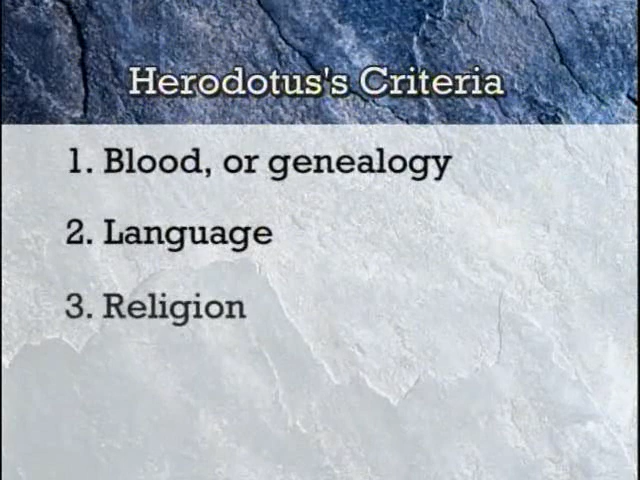 Herodotus's Criteria
1. Blood, or genealogy
2. Language
3. Religion